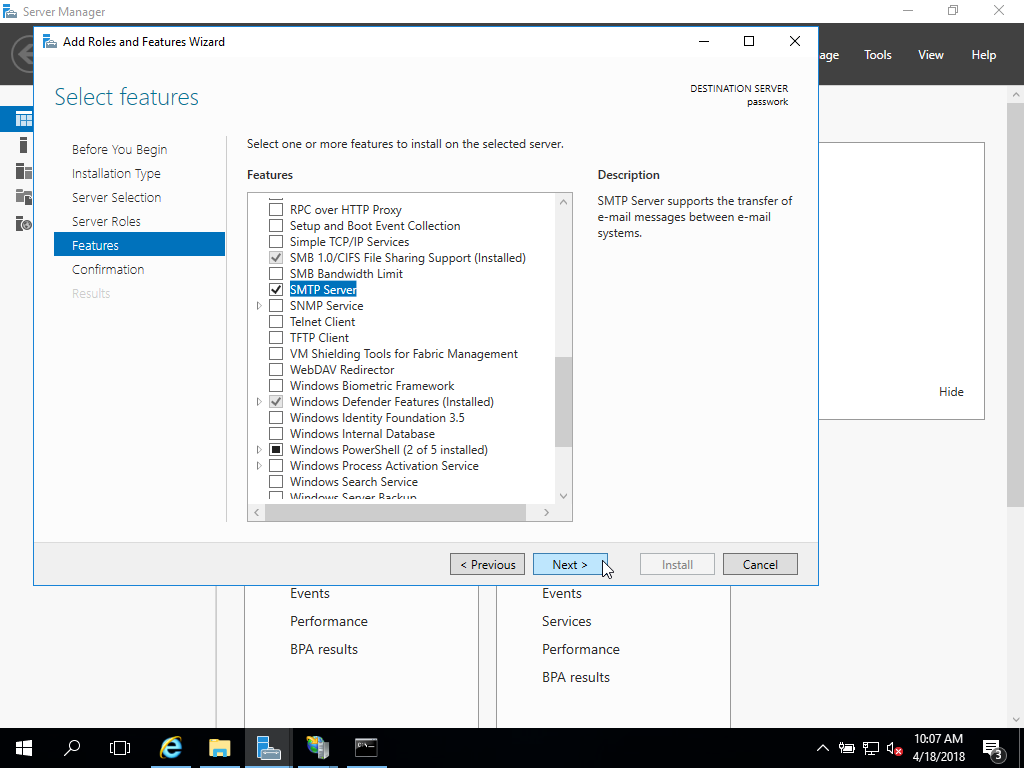 Server Manager
Add Roles and Features Wizard
age Tools View Help
Select features
DESTINATION SERVER
passwork
Before You Begin
Installation Type
Server Selection
Server Roles
Features
Confirmation
Results
Select one or more features to install on the selected server.
Features
RPC over HTTP Proxy
Setup and Boot Event Collection
Simple TCP/IP Services
SMB 1.0/CIFS File Sharing Support (Installed)
SMB Bandwidth Limit
SMTP Server
SNMP Service
Telnet Client
TFTP Client
VM Shielding Tools for Fabric Management
WebDAV Redirector
Windows Biometric Framework
Windows Defender Features (Installed)
Windows Identity Foundation 3.5
Windows Internal Database
Windows PowerShell (2 of 5 installed)
Windows Process Activation Service
Windows Search Service
Windows Server Backup
Description
SMTP Server supports the transfer of
e-mail messages between e-mail
systems.
Hide
< Previous
Next >
Install
Cancel
Events
Performance
BPA results
Events
Services
Performance
BPA results
10:07 AM
4/18/2018
3